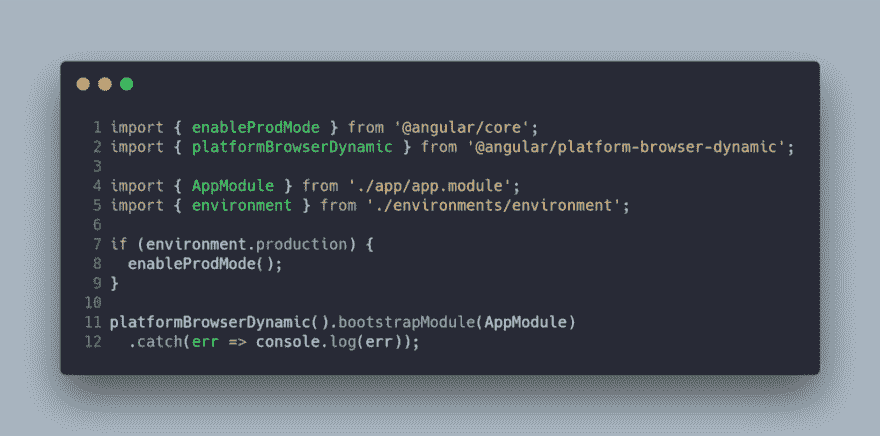 1 import { enableProdMode } from '@angular/core';
2 import { platformBrowserDynamic } from '@angular/platform-browser-dynamic';
3
4 import { AppModule } from './app/app.module';
5 import { environment } from './environments/environment';
6
7 if (environment.production) {
8   enableProdMode();
9 }
10
11 platformBrowserDynamic().bootstrapModule(AppModule)
12   .catch(err => console.log(err));